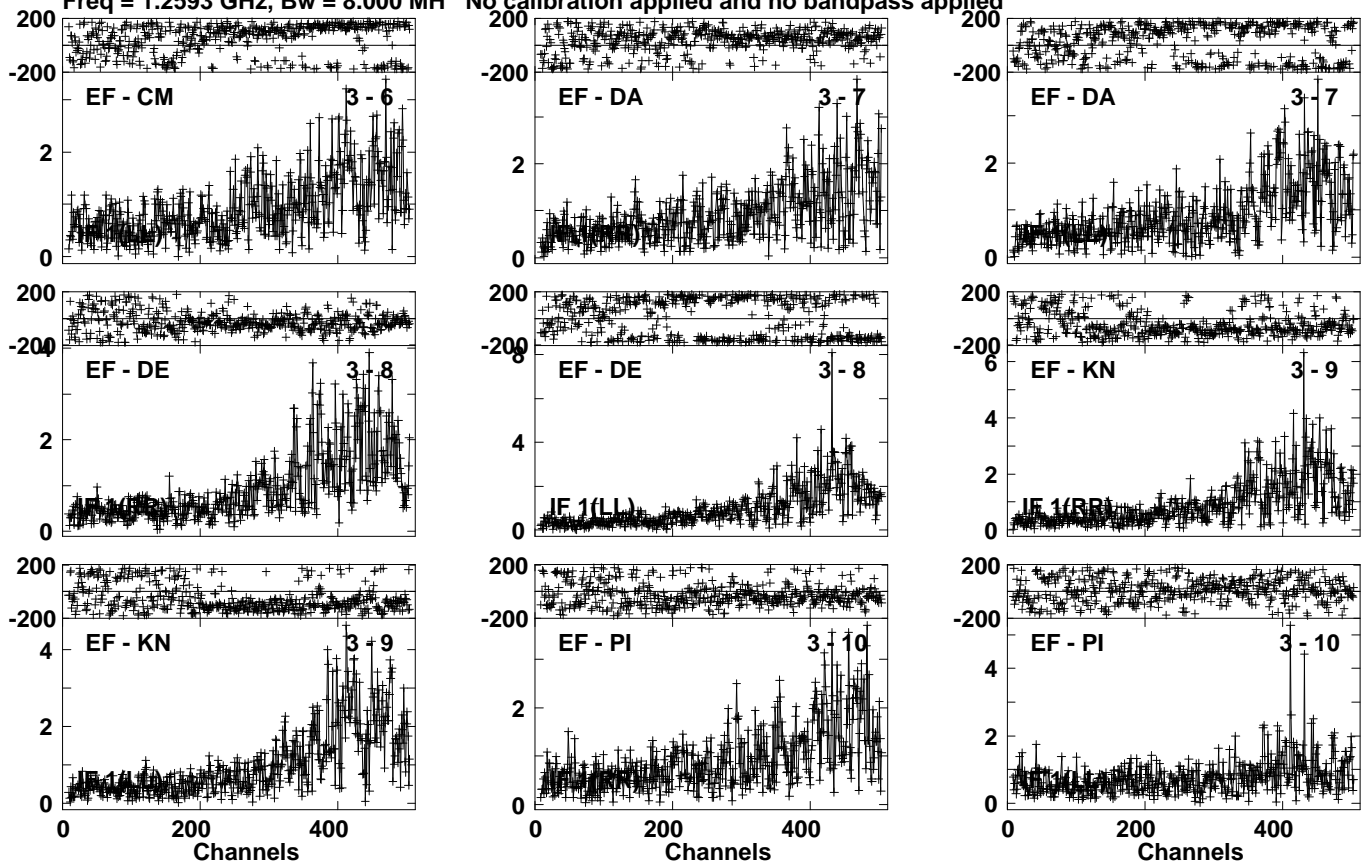 Freq = 1.2593 GHz, Bw = 8.000 MH No calibration applied and no bandpass applied
200 200 200
-200 -200 -200
EF - CM 3 - 6 EF - DA 3 - 7 EF - DA 3 - 7
2 2 2
0 0 0
200 200 200
-200 -200 -200
4 8
EF - DE 3 - 8 EF - DE 3 - 8 EF - KN 3 - 9
6
4
2 2
IF 1(LL) IF 1(RR)
0 0 0
200 200 200
-200 -200 -200
EF - KN 3 - 9 EF - PI 3 - 10 EF - PI 3 - 10
4 4
2 2 2
0 0 0
0 200 400 0 200 400 0 200 400
Channels Channels Channels